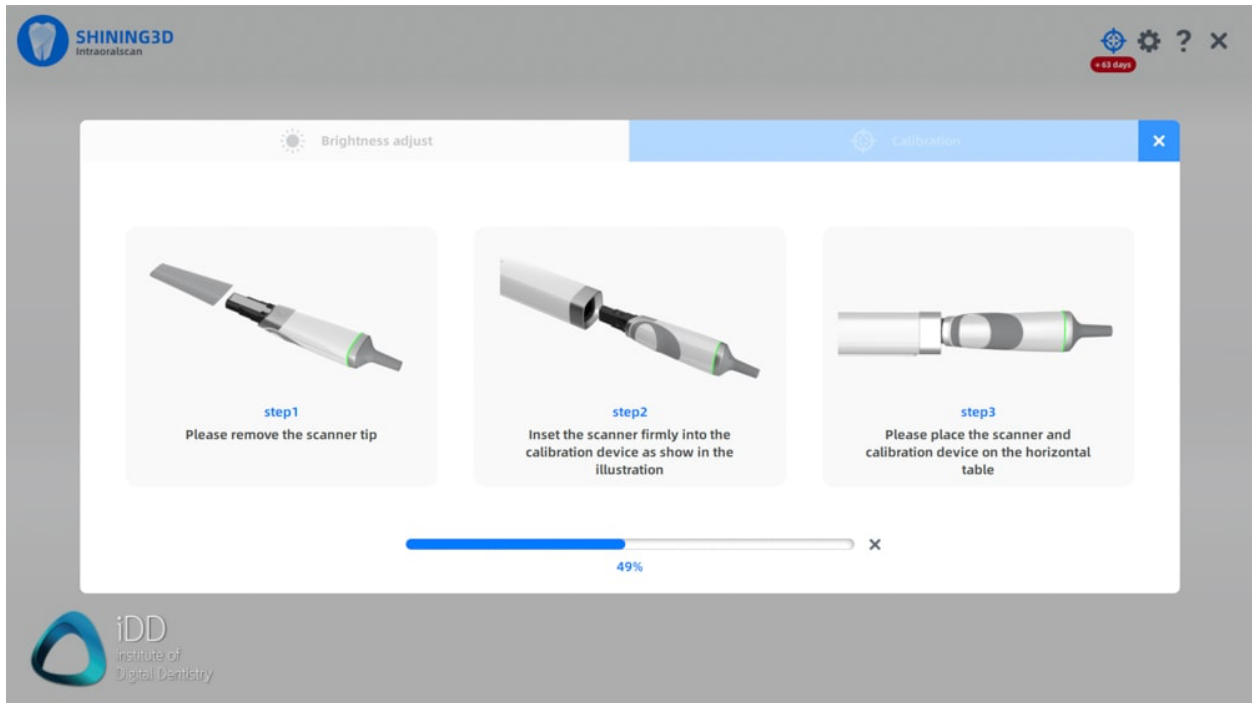 SHINING3D
Intraoralscan
+63 days
Brightness adjust
Calibration
step1
Please remove the scanner tip
step2
Inset the scanner firmly into the
calibration device as show in the
illustration
step3
Please place the scanner and
calibration device on the horizontal
table
49%
iDD
institute of
Digital Dentistry